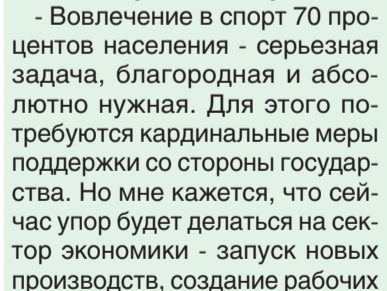 - Вовлечение в спорт 70 про-
центов населения - серьезная
задача, благородная и абсо-
лютно нужная. Для этого по-
требуются кардинальные меры
поддержки со стороны государ-
ства. Но мне кажется, что сей-
час упор будет делаться на сек-
тор экономики - запуск новых
производств, создание рабочих